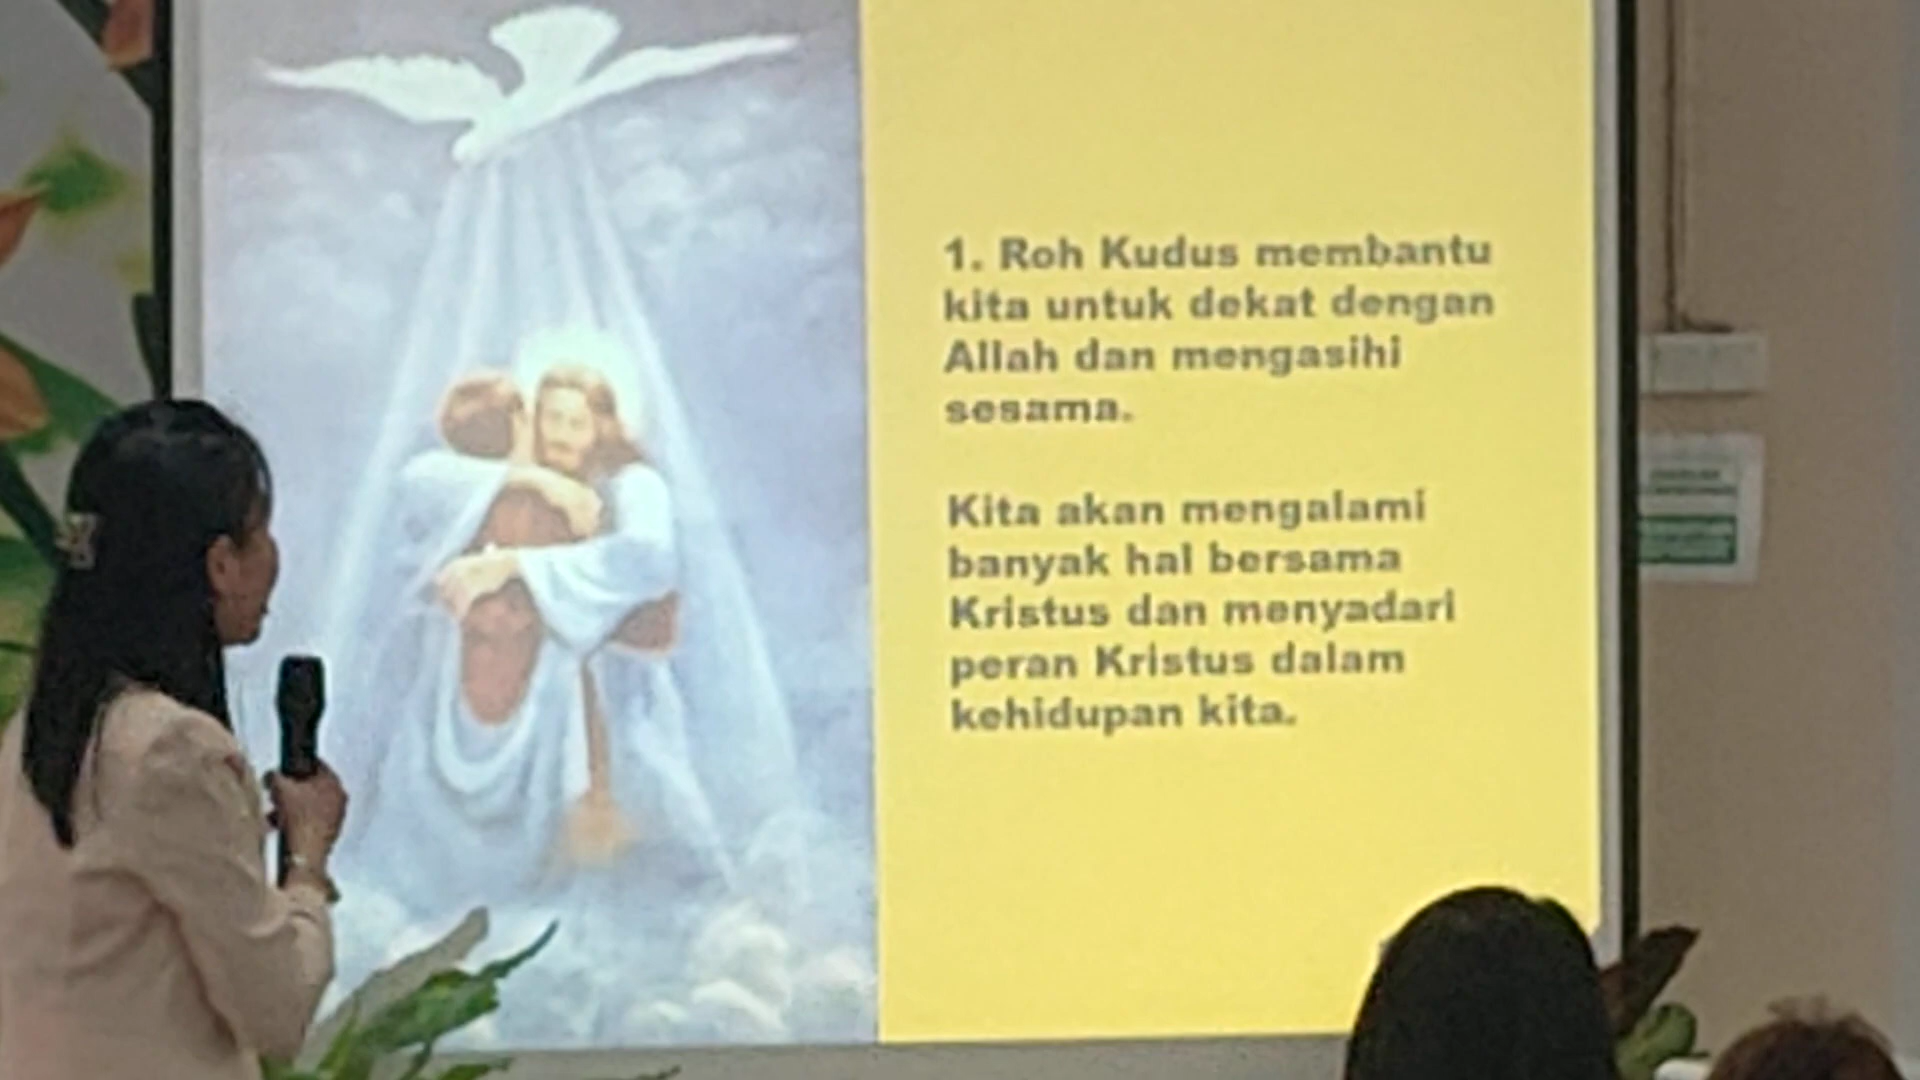 1. Roh Kudus membantu
kita untuk dekat dengan
Allah dan mengasihi
sesama.
Kita akan mengalami
banyak hal bersama
Kristus dan menyadari
peran Kristus dalam
kehidupan kita.